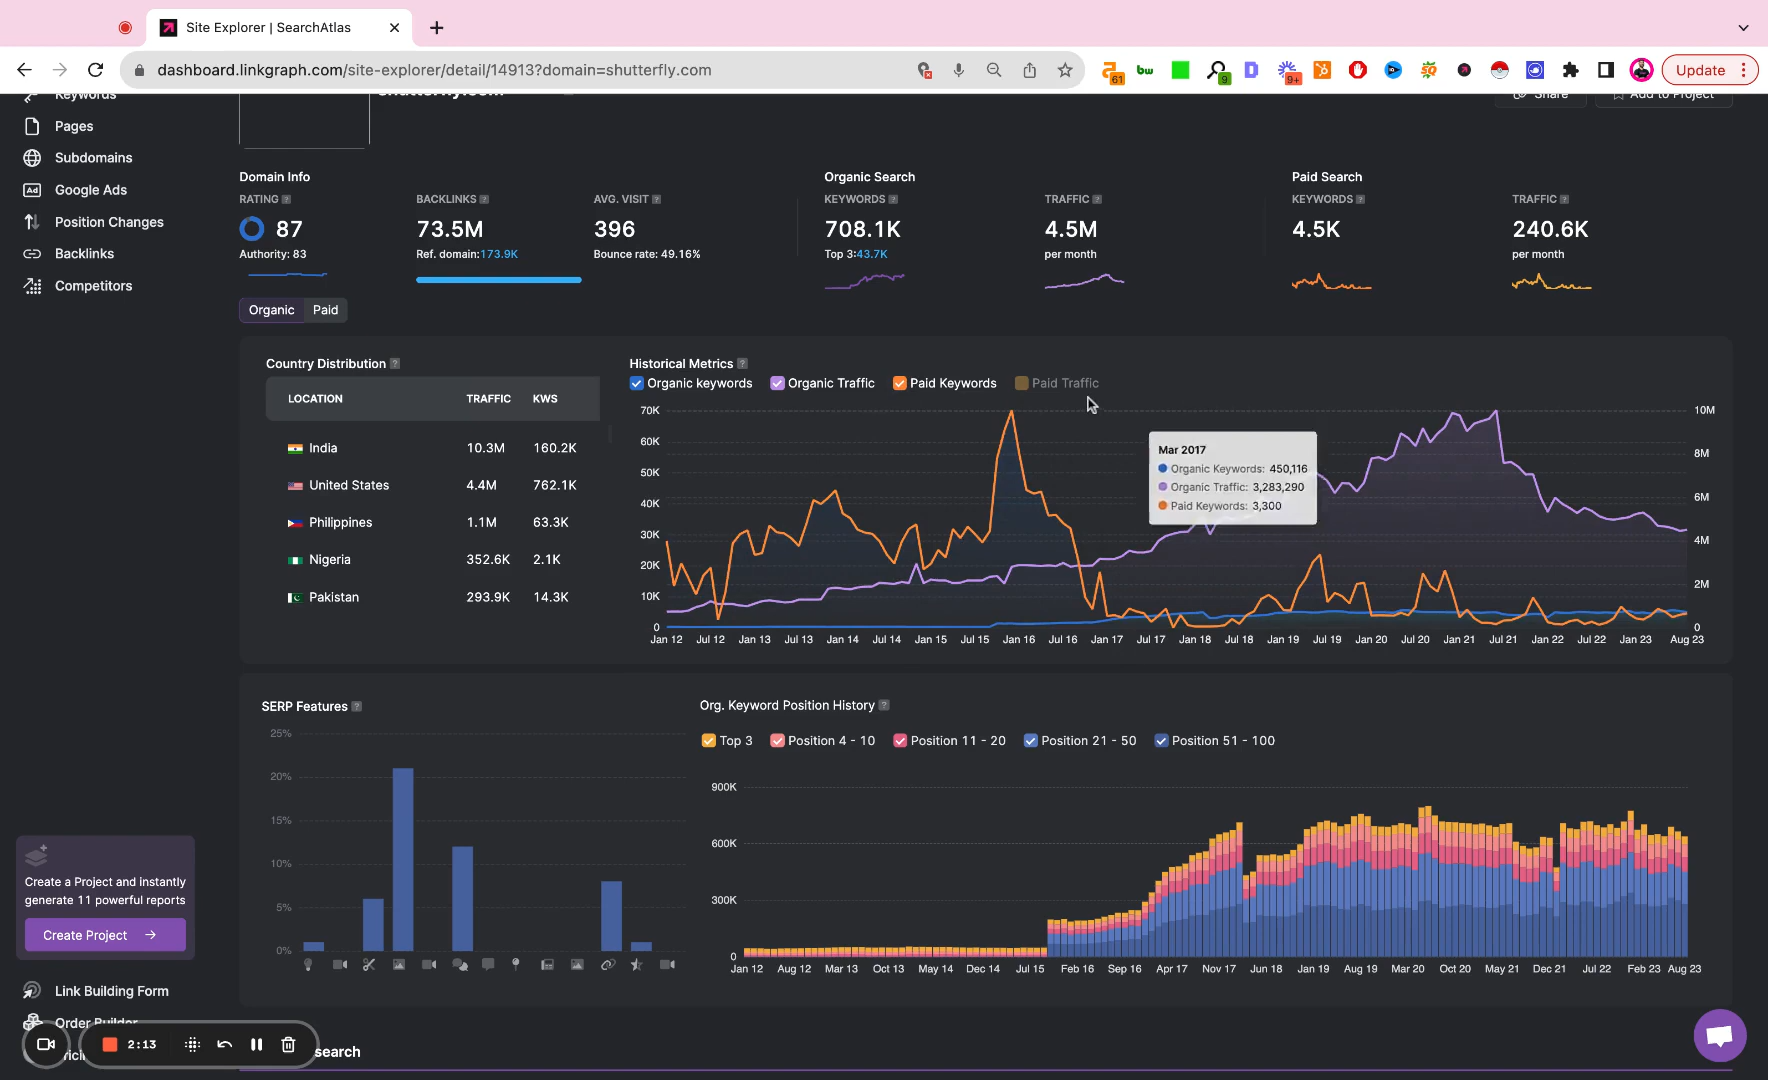 Site Explorer | SearchAtlas
dashboard.linkgraph.com/site-explorer/detail/14913?domain=shutterfly.com
61
9
9+
Update
Keywords
shutterfly.com
Share
Add to Project
Pages
Subdomains
Google Ads
Position Changes
Backlinks
Competitors
Domain Info
Organic Search
Paid Search
RATING
BACKLINKS
AVG. VISIT
KEYWORDS
TRAFFIC
KEYWORDS
TRAFFIC
87
73.5M
396
708.1K
4.5M
4.5K
240.6K
Authority: 83
Ref. domain:173.9K
Bounce rate: 49.16%
Top 3:43.7K
per month
per month
Organic
Paid
Country Distribution
LOCATION TRAFFIC KWS
India 10.3M 160.2K
United States 4.4M 762.1K
Philippines 1.1M 63.3K
Nigeria 352.6K 2.1K
Pakistan 293.9K 14.3K
Historical Metrics
Organic keywords Organic Traffic Paid Keywords Paid Traffic
70K
60K
50K
40K
30K
20K
10K
0
10M
8M
6M
4M
2M
0
Mar 2017
Organic Keywords: 450,116
Organic Traffic: 3,283,290
Paid Keywords: 3,300
Jan 12 Jul 12 Jan 13 Jul 13 Jan 14 Jul 14 Jan 15 Jul 15 Jan 16 Jul 16 Jan 17 Jul 17 Jan 18 Jul 18 Jan 19 Jul 19 Jan 20 Jul 20 Jan 21 Jul 21 Jan 22 Jul 22 Jan 23 Aug 23
SERP Features
25%
20%
15%
10%
5%
0%
Org. Keyword Position History
Top 3 Position 4 - 10 Position 11 - 20 Position 21 - 50 Position 51 - 100
900K
600K
300K
0
Jan 12 Aug 12 Mar 13 Oct 13 May 14 Dec 14 Jul 15 Feb 16 Sep 16 Apr 17 Nov 17 Jun 18 Jan 19 Aug 19 Mar 20 Oct 20 May 21 Dec 21 Jul 22 Feb 23 Aug 23
Create a Project and instantly
generate 11 powerful reports
Create Project
Link Building Form
Order Builder
2:13
search